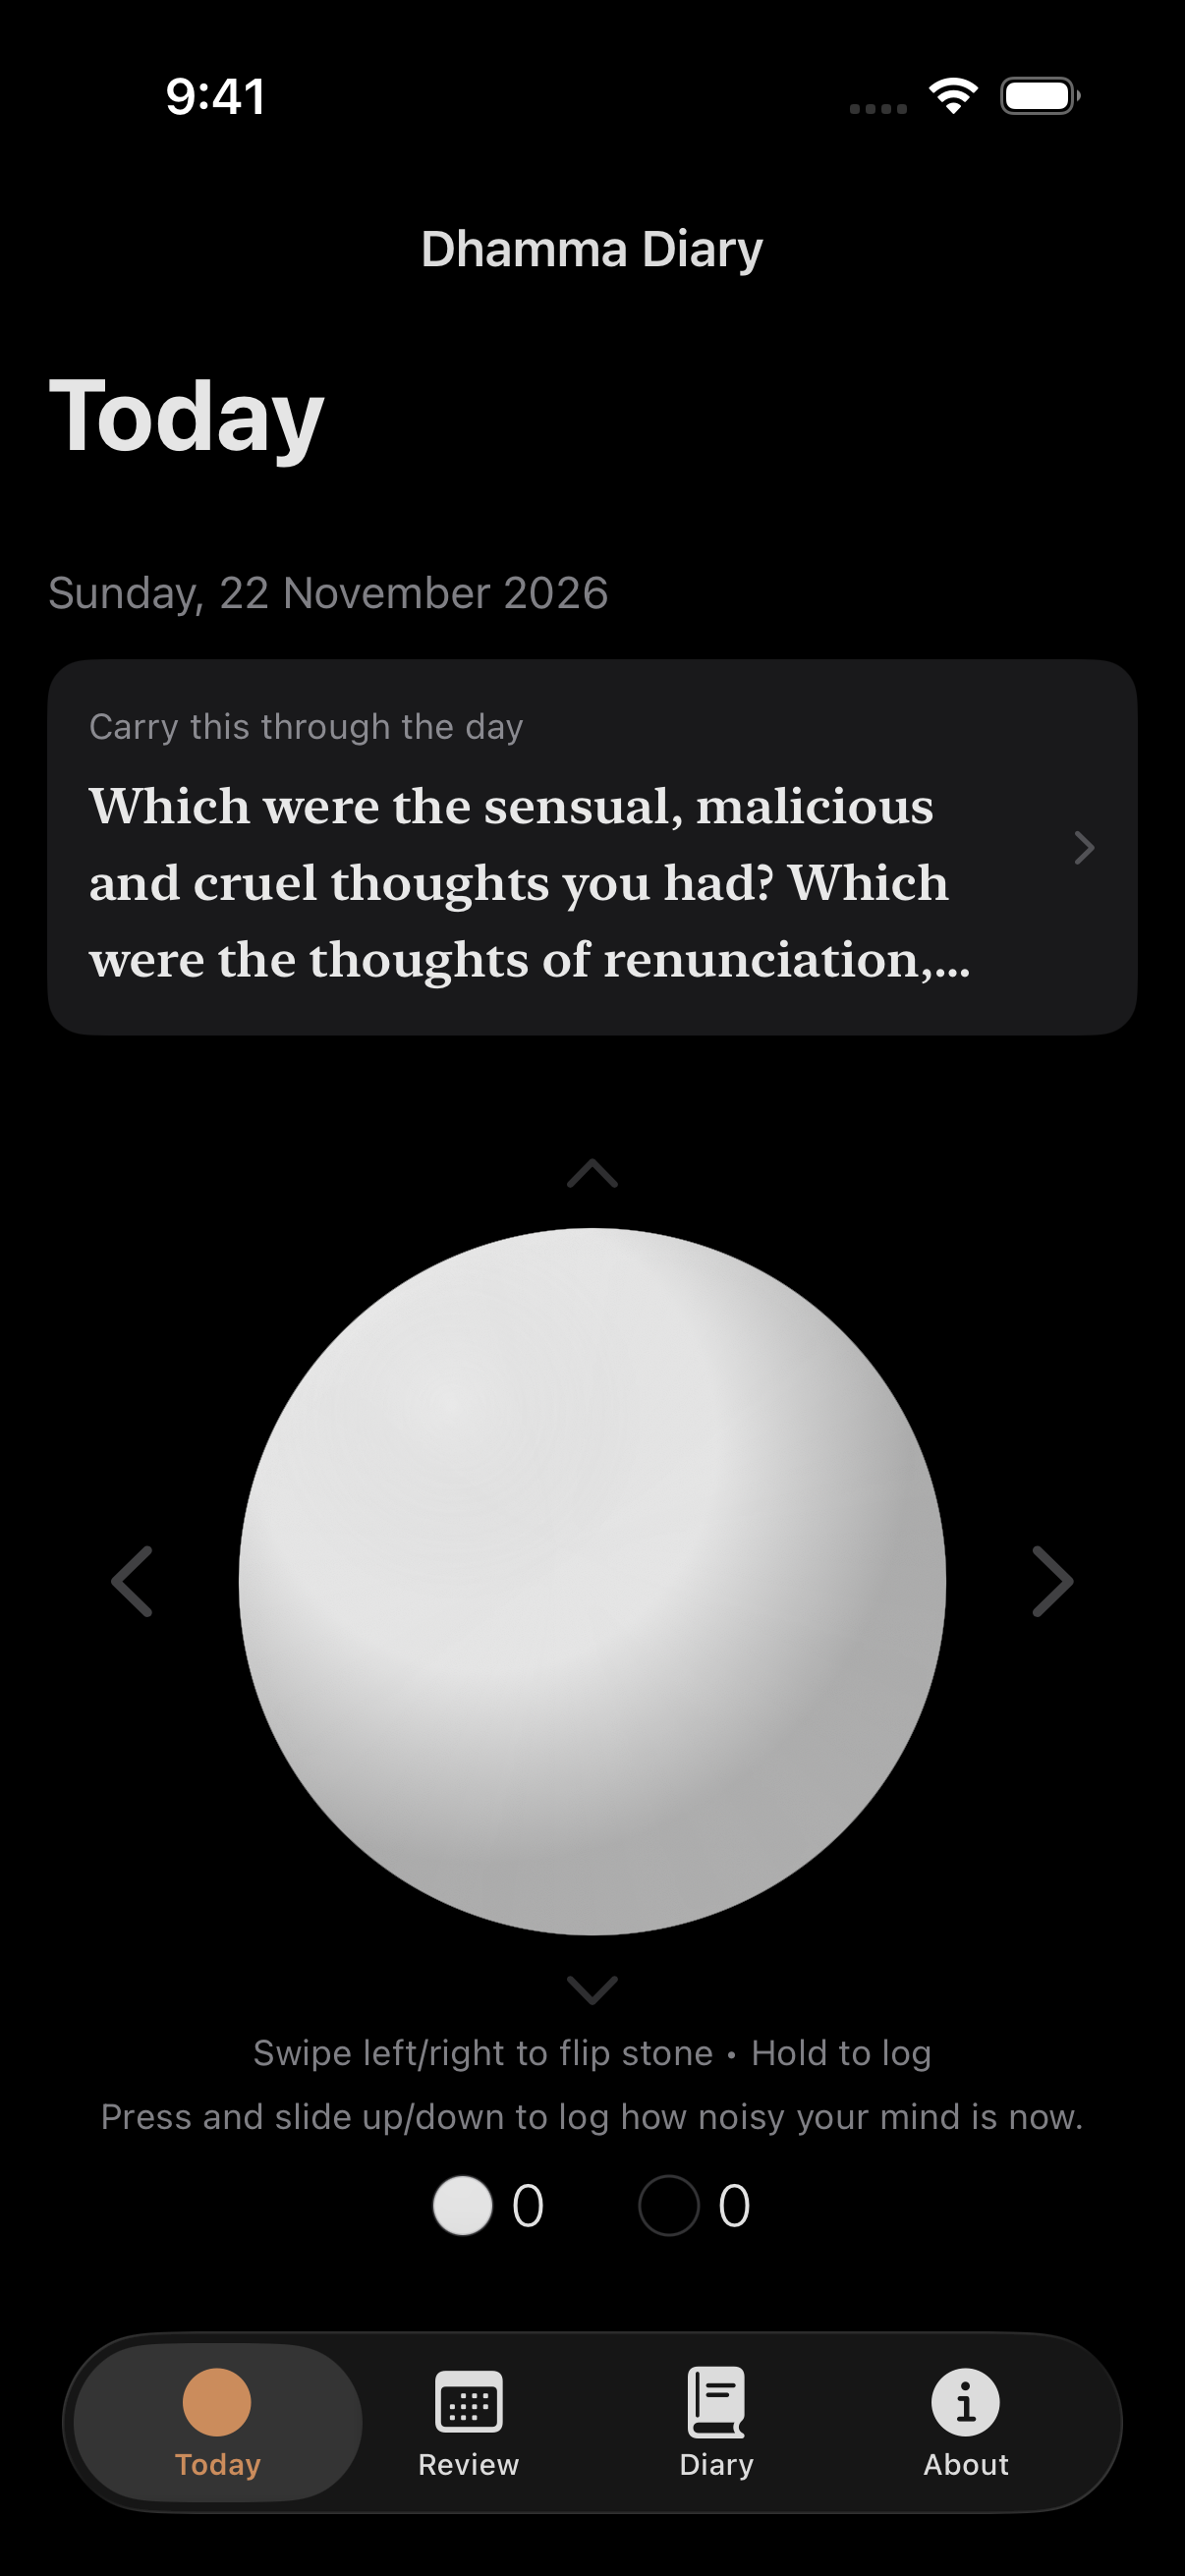 9:41
Dhamma Diary
Today
Sunday, 22 November 2026
Carry this through the day
Which were the sensual, malicious
and cruel thoughts you had? Which
were the thoughts of renunciation,...
Swipe left/right to flip stone • Hold to log
Press and slide up/down to log how noisy your mind is now.
0 0
Today Review Diary About